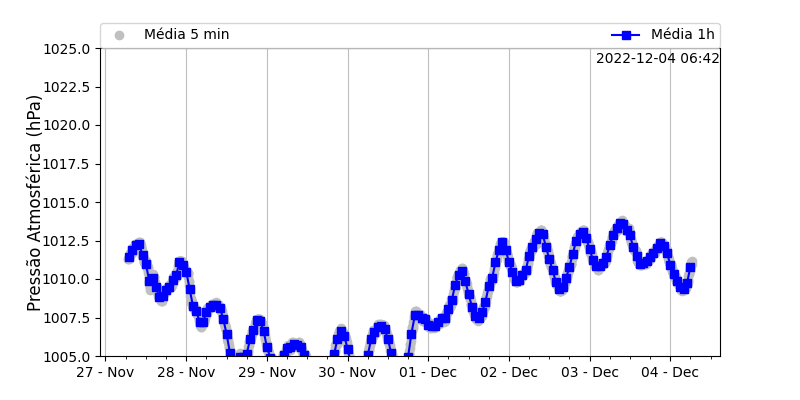 Média 5 min
Média 1h
2022-12-04 06:42
Pressão Atmosférica (hPa)
1025.0
1022.5
1020.0
1017.5
1015.0
1012.5
1010.0
1007.5
1005.0
27 - Nov
28 - Nov
29 - Nov
30 - Nov
01 - Dec
02 - Dec
03 - Dec
04 - Dec